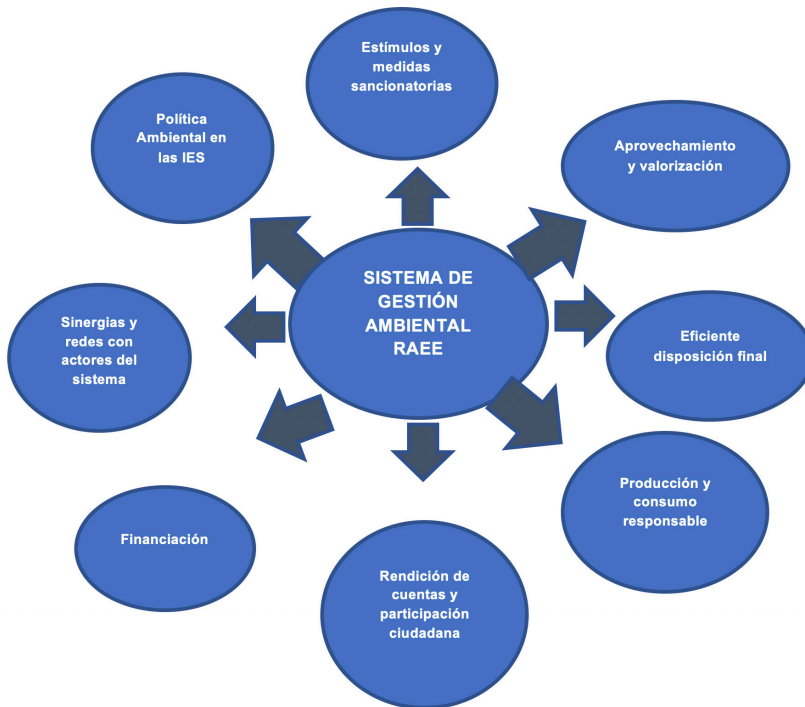 Estímulos y
medidas
sancionatorias
Política
Ambiental en
las IES
Aprovechamiento
y valorización
SISTEMA DE
GESTIÓN
AMBIENTAL
RAEE
Sinergias y
redes con
actores del
sistema
Eficiente
disposición final
Producción y
consumo
responsable
Financiación
Rendición de
cuentas y
participación
ciudadana